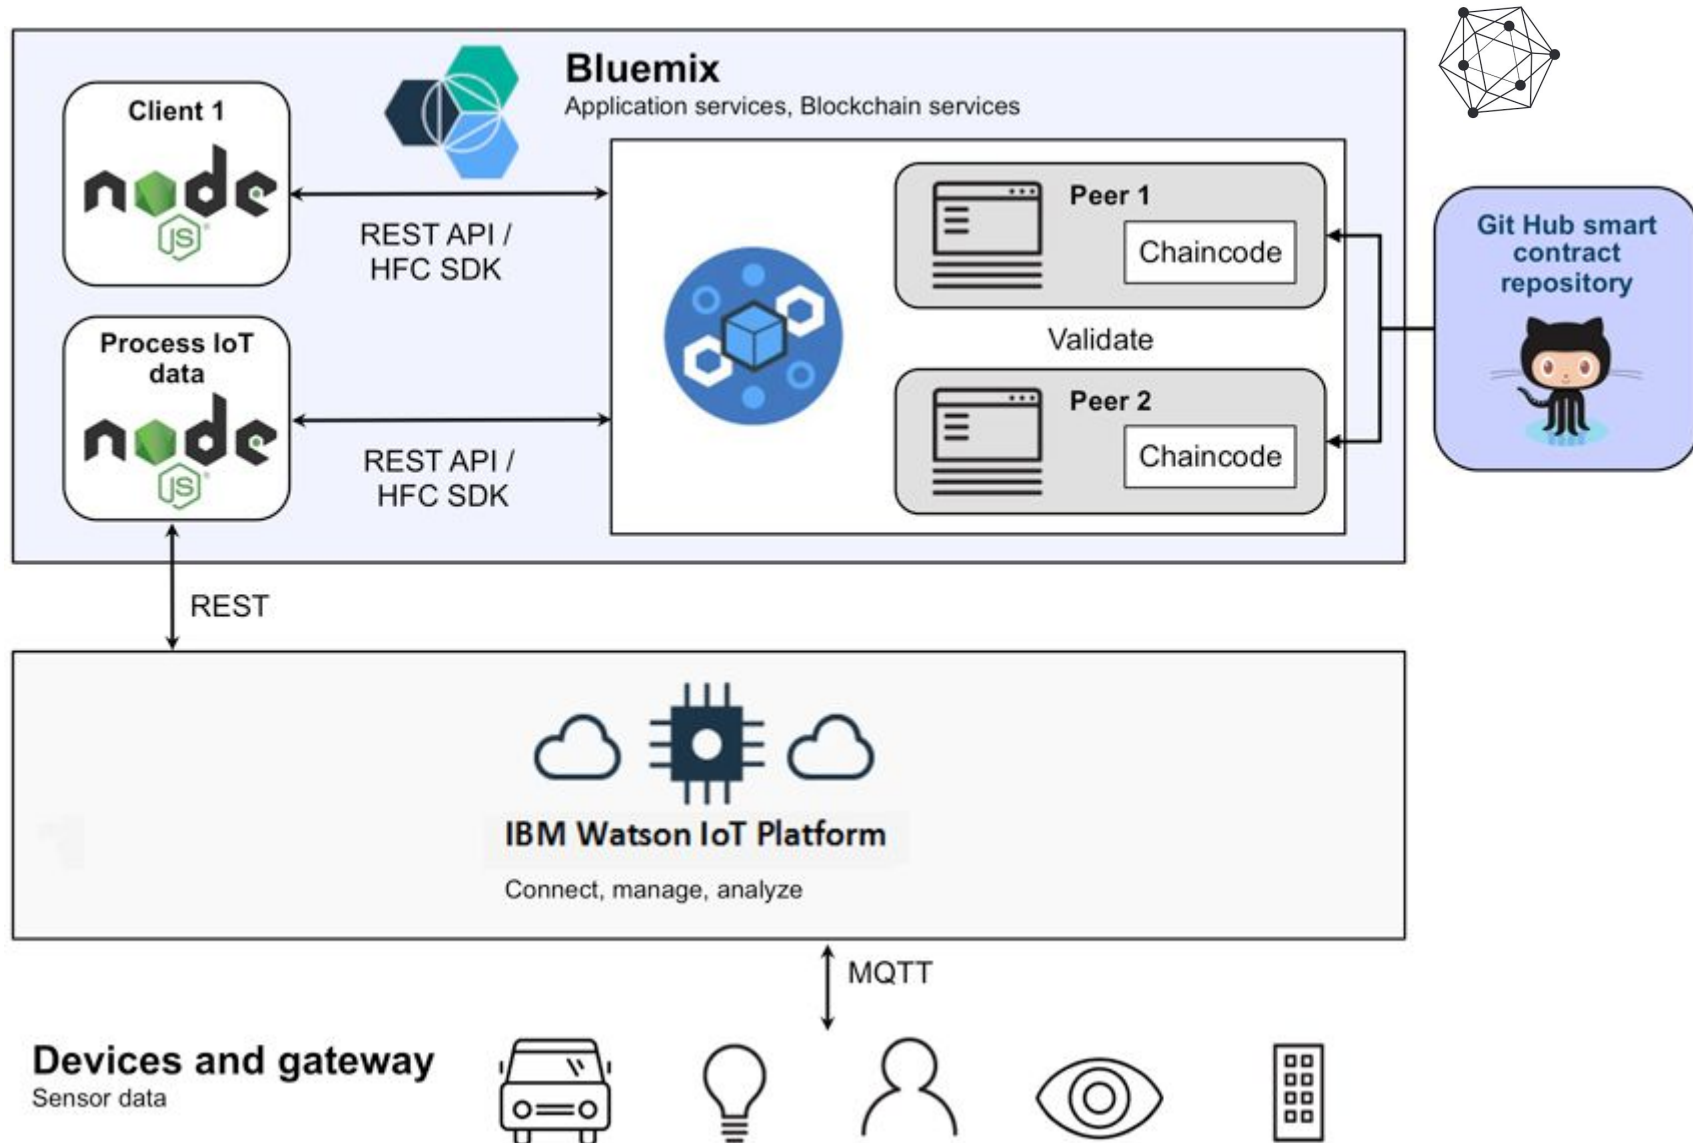 Bluemix
Application services, Blockchain services
Client 1
node
JS
REST API /
HFC SDK
Process IoT
data
node
JS
REST API /
HFC SDK
Peer 1
Chaincode
Validate
Peer 2
Chaincode
Git Hub smart
contract
repository
REST
IBM Watson IoT Platform
Connect, manage, analyze
MQTT
Devices and gateway
Sensor data